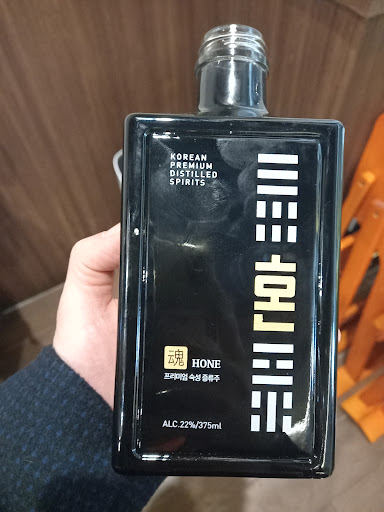 KOREAN
PREMIUM
DISTILLED
SPIRITS
혼
魂 HONE
프리미엄 숙성 증류주
ALC.22%/375ml